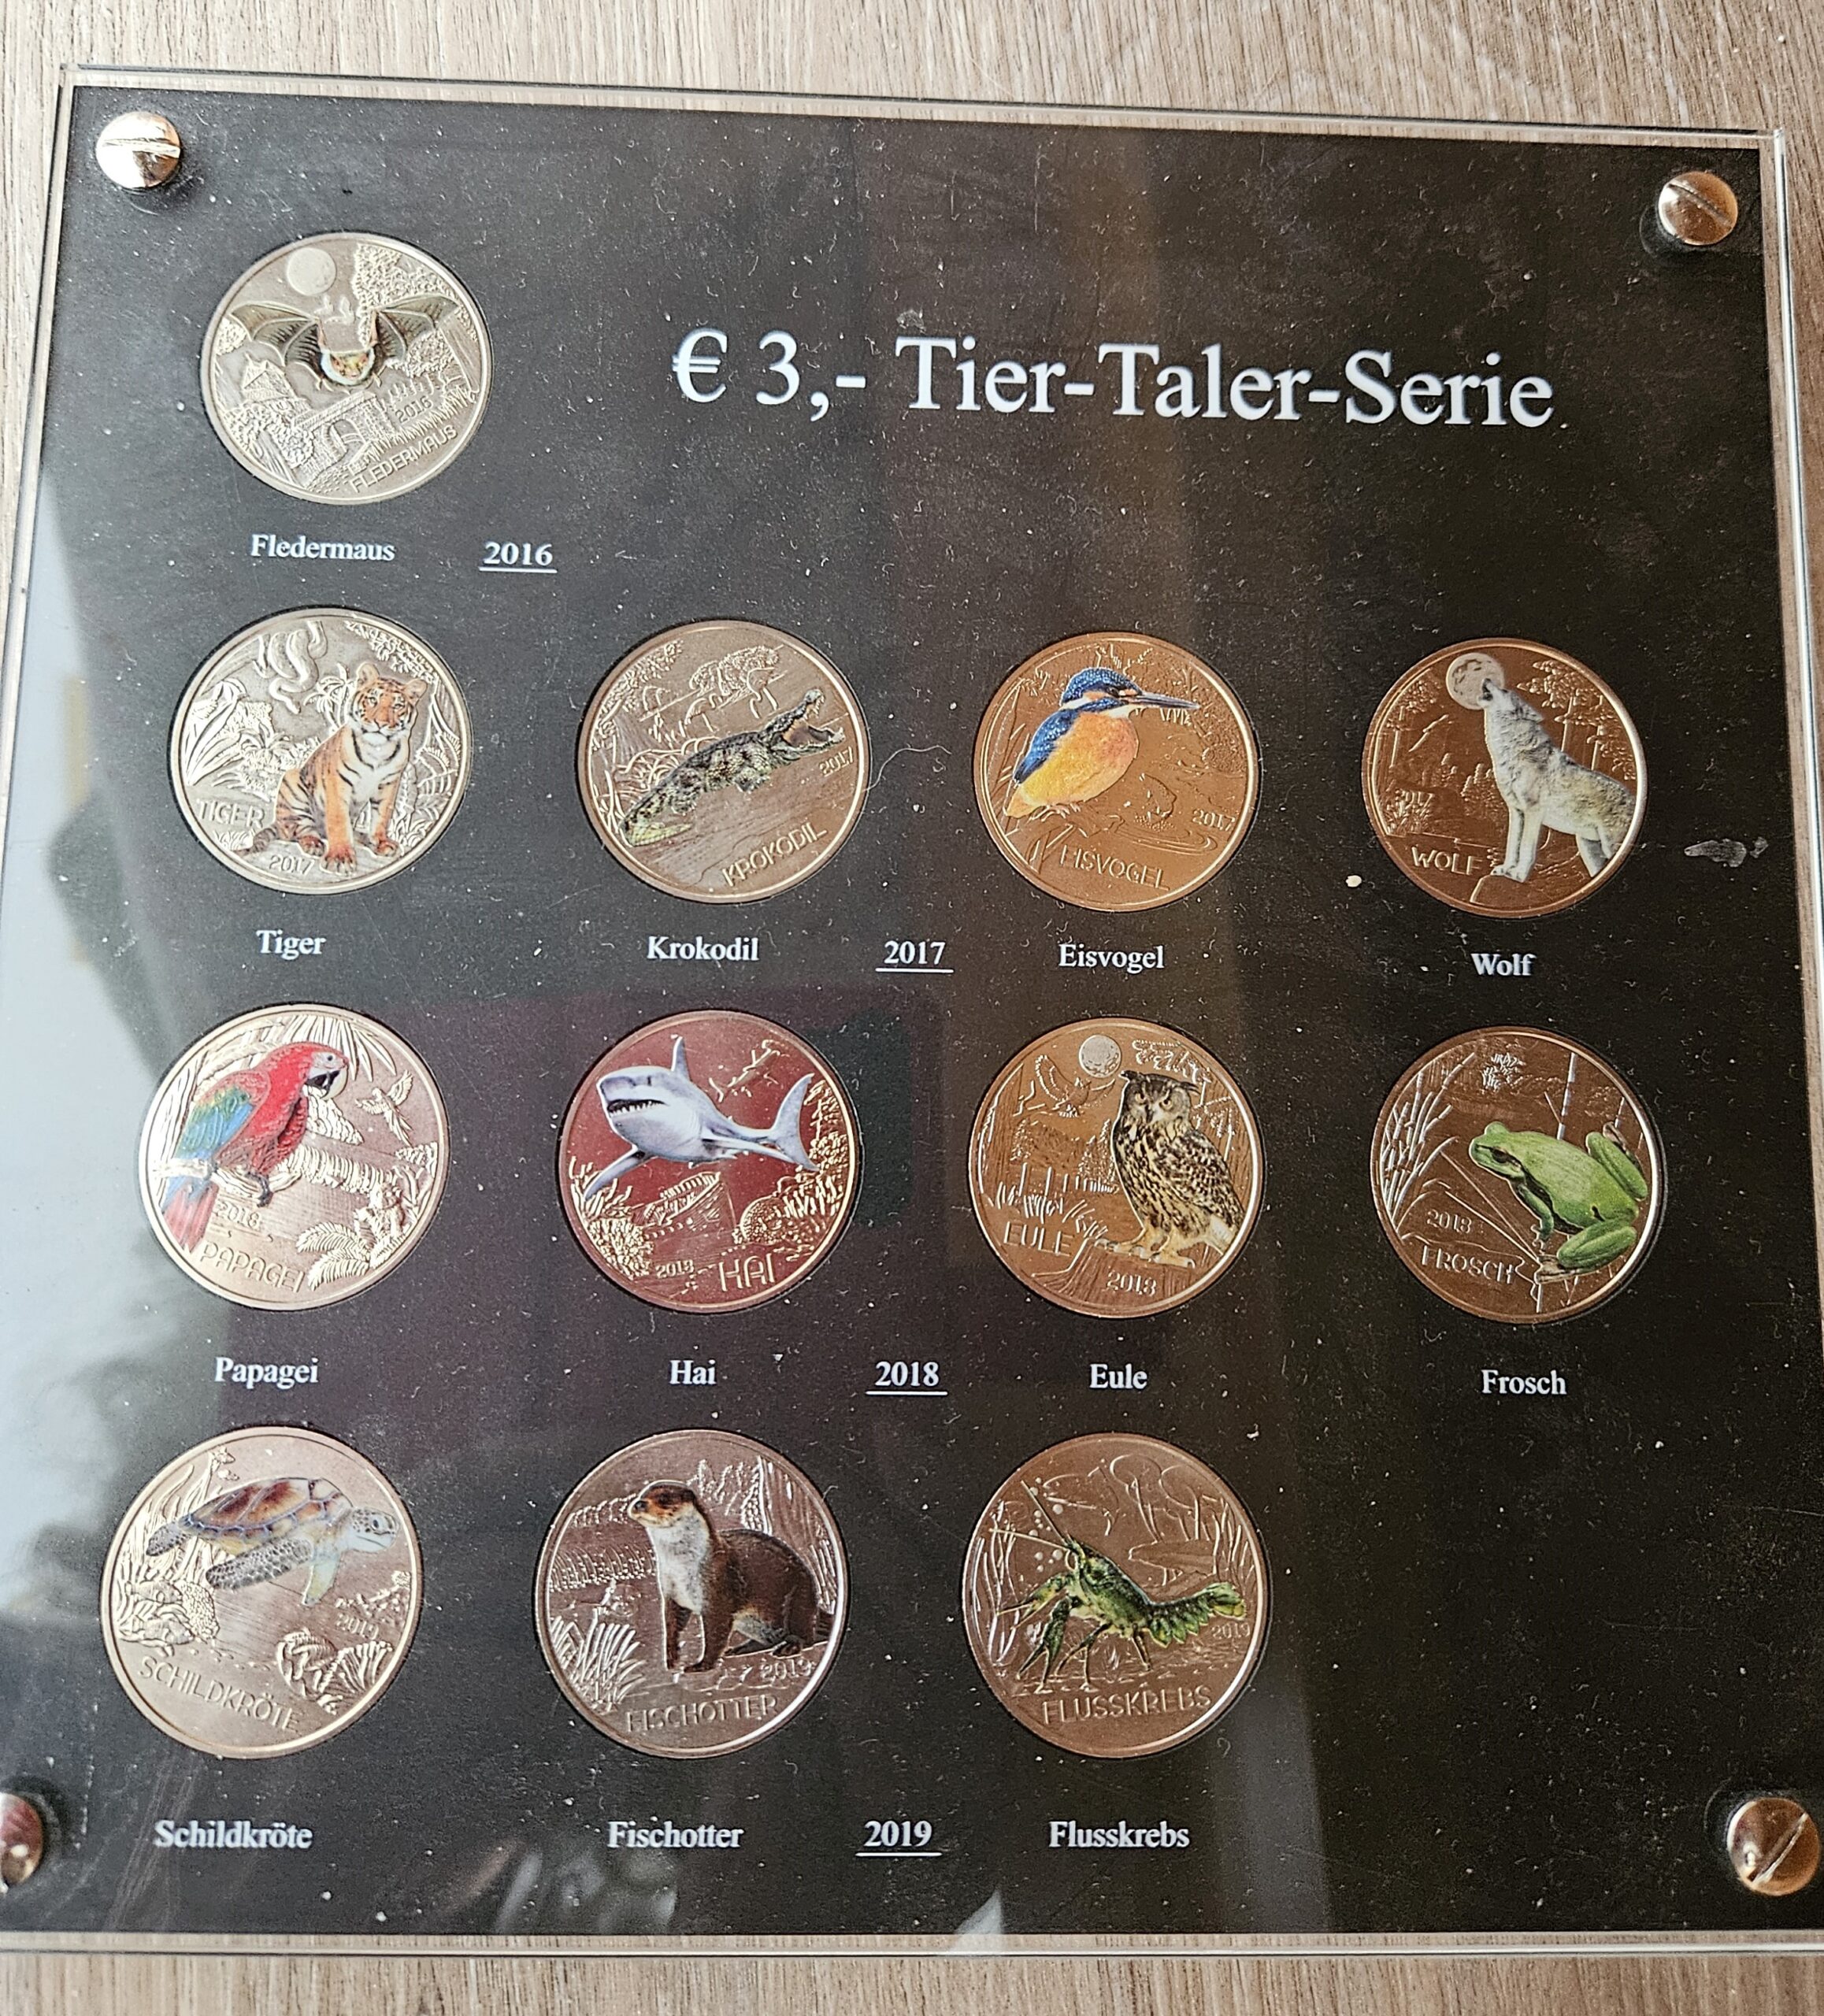 2016
FLEDERMAUS
€ 3,- Tier-Taler-Serie
Fledermaus 2016
TIGER
2017
2017
KROKODIL
2017
EISVOGEL
WOLF
Tiger Krokodil 2017 Eisvogel Wolf
2018
PAPAGEI
2018 HAI
EULE
2018
2018
FROSCH
Papagei Hai 2018 Eule Frosch
2019
SCHILDKRÖTE
2019
FISCHOTTER
2019
FLUSSKREBS
Schildkröte Fischotter 2019 Flusskrebs